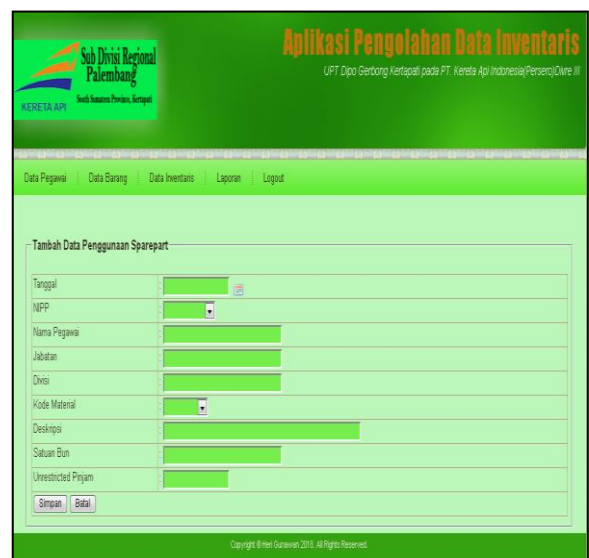 Sub Divisi Regional
Palembang
South Sumatera Province, Kertapati
KERETA API
Aplikasi Pengolahan Data Inventaris
UPT Dipo Gerbong Kertapati pada PT. Kereta Api Indonesia(Persero)Divre III
Data Pegawai Data Barang Data Inventaris Laporan Logout
Tambah Data Penggunaan Sparepart
Tanggal :
NIPP :
Nama Pegawai :
Jabatan :
Divisi :
Kode Material :
Deskripsi :
Satuan Bun :
Unrestricted Pinjam :
Simpan Batal
Copyright © Heri Gunawan 2016. All Rights Reserved.